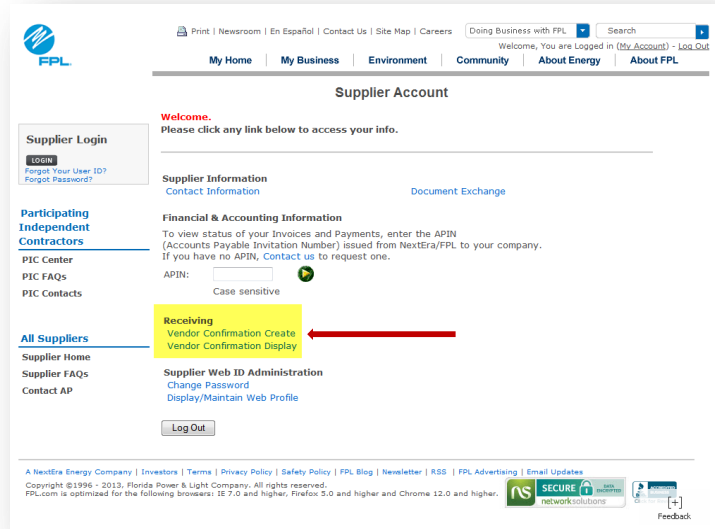 FPL.
Print | Newsroom | En Español | Contact Us | Site Map | Careers
Doing Business with FPL
Search
Welcome, You are Logged in (My Account) - Log Out
My Home | My Business | Environment | Community | About Energy | About FPL
Supplier Account
Welcome.
Please click any link below to access your info.
Supplier Login
LOGIN
Forgot Your User ID?
Forgot Password?
Participating
Independent
Contractors
PIC Center
PIC FAQs
PIC Contacts
All Suppliers
Supplier Home
Supplier FAQs
Contact AP
Supplier Information
Contact Information
Document Exchange
Financial & Accounting Information
To view status of your Invoices and Payments, enter the APIN
(Accounts Payable Invitation Number) issued from NextEra/FPL to your company.
If you have no APIN, Contact us to request one.
APIN:
Case sensitive
Receiving
Vendor Confirmation Create
Vendor Confirmation Display
Supplier Web ID Administration
Change Password
Display/Maintain Web Profile
Log Out
A NextEra Energy Company | Investors | Terms | Privacy Policy | Safety Policy | FPL Blog | Newsletter | RSS | FPL Advertising | Email Updates
Copyright ©1996 - 2013, Florida Power & Light Company. All rights reserved.
FPL.com is optimized for the following browsers: IE 7.0 and higher, Firefox 5.0 and higher and Chrome 12.0 and higher.
ns SECURE DATA ENCRYPTED
networksolutions
[+]
Feedback